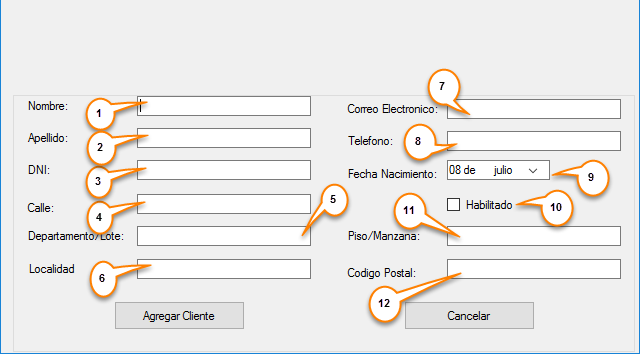 Nombre:
1
Apellido:
2
DNI:
3
Calle:
4
Departamento/Lote:
5
Localidad
6
Agregar Cliente
7
Correo Electronico:
Telefono:
8
Fecha Nacimiento:
08 de julio
9
Habilitado
10
11
Piso/Manzana:
Codigo Postal:
12
Cancelar